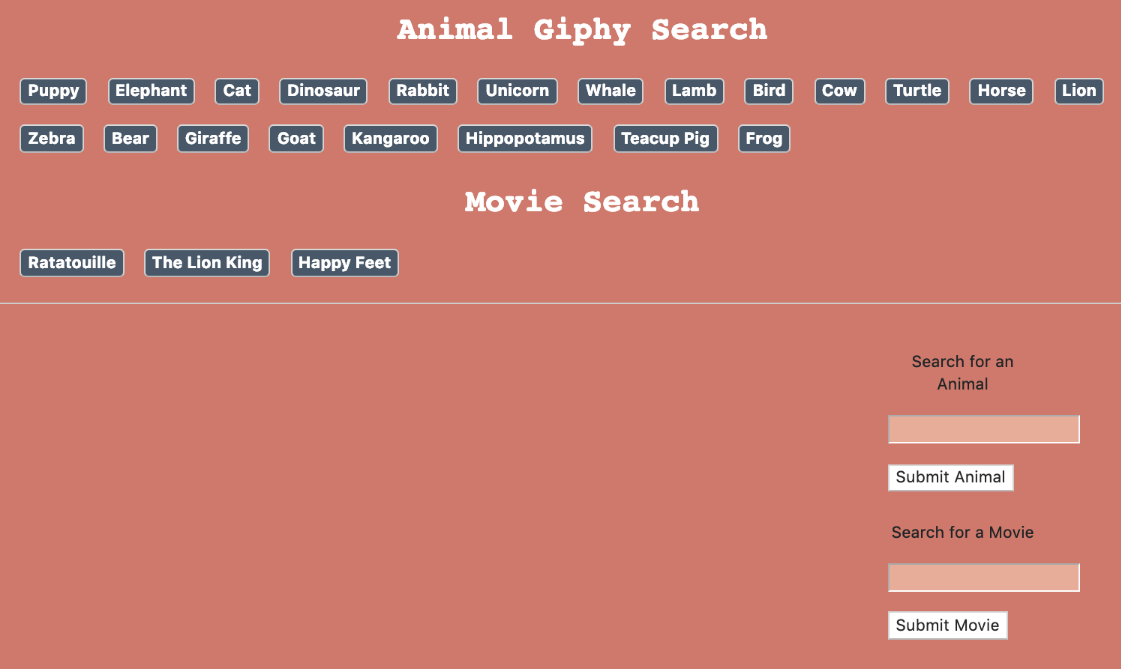 Animal Giphy Search
Puppy Elephant Cat Dinosaur Rabbit Unicorn Whale Lamb Bird Cow Turtle Horse Lion
Zebra Bear Giraffe Goat Kangaroo Hippopotamus Teacup Pig Frog
Movie Search
Ratatouille The Lion King Happy Feet
Search for an
Animal
Submit Animal
Search for a Movie
Submit Movie